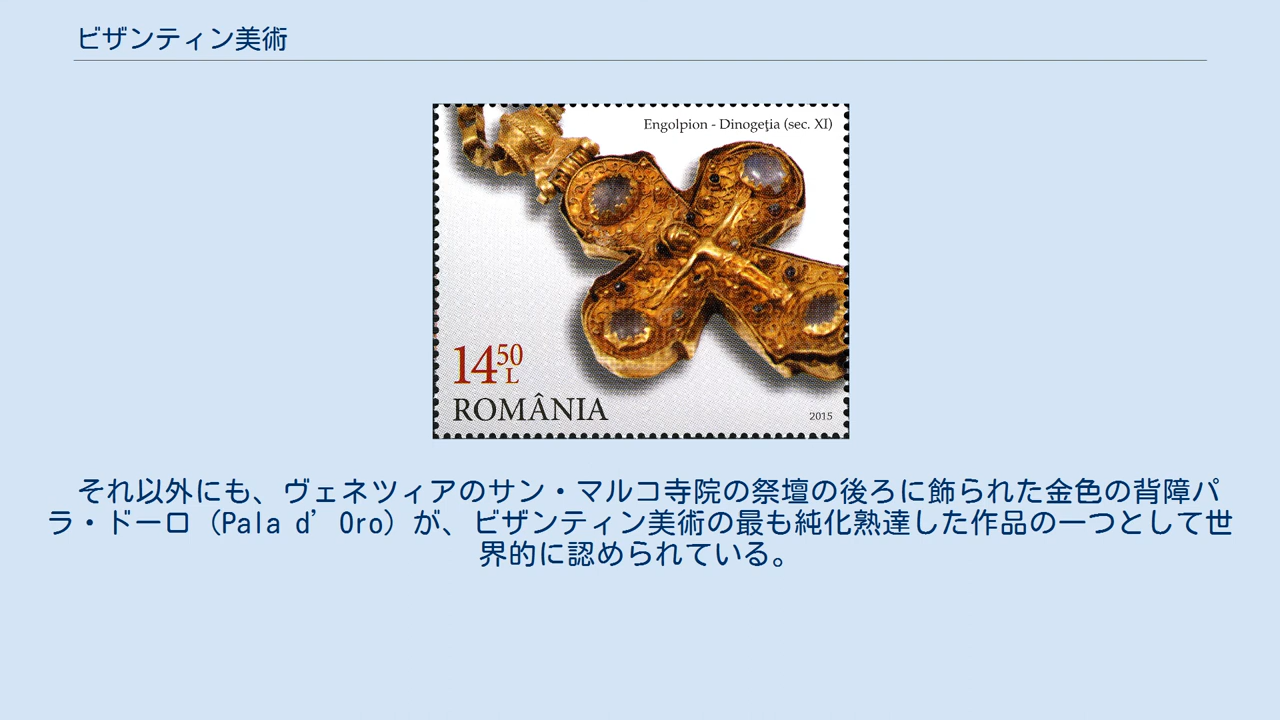 ビザンティン美術
Engolpion - Dinogeţia (sec. XI)
14 50 L
ROMÂNIA
2015
それ以外にも、ヴェネツィアのサン・マルコ寺院の祭壇の後ろに飾られた金色の背障パ
ラ・ドーロ (Pala d’Oro) が、ビザンティン美術の最も純化熟達した作品の一つとして世
界的に認められている。